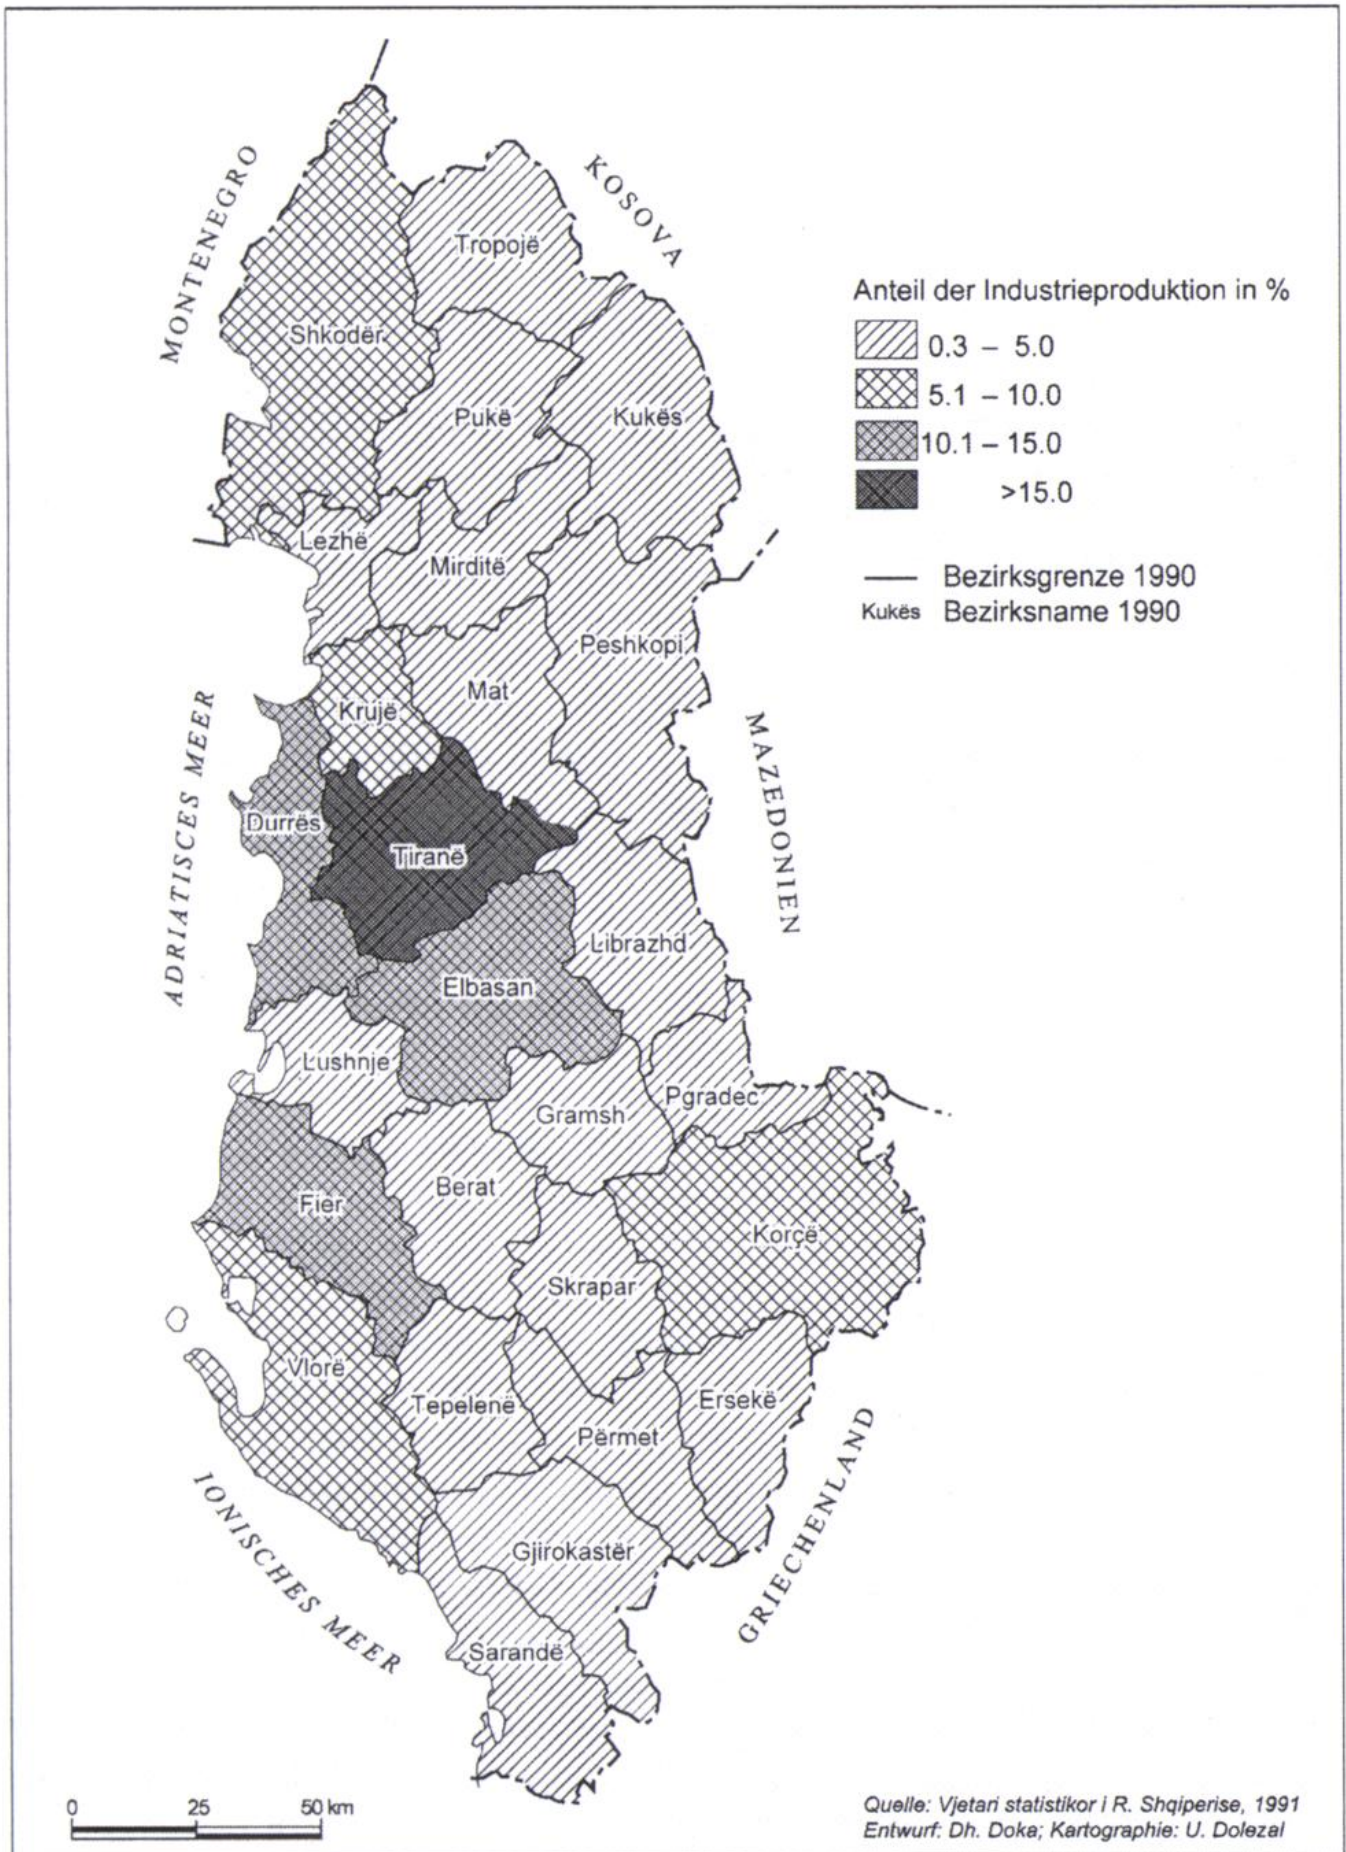 MONTENEGRO
KOSOVA
Tropojë
Shkodër
Pukë
Kukës
Lezhë
Mirditë
Peshkopi
Mat
Krujë
ADRIATISCES MEER
MAZEDONIEN
Durrës
Tiranë
Librazhd
Elbasan
Lushnje
Pgradec
Gramsh
Berat
Fier
Korçë
Skrapar
Vlorë
Tepelenë
Ersekë
Përmet
GRIECHENLAND
IONISCHES MEER
Gjirokastër
Sarandë
Anteil der Industrieproduktion in %
0.3 – 5.0
5.1 – 10.0
10.1 – 15.0
>15.0
Bezirksgrenze 1990
Kukës Bezirksname 1990
0 25 50 km
Quelle: Vjetari statistikor i R. Shqiperise, 1991
Entwurf: Dh. Doka; Kartographie: U. Dolezal